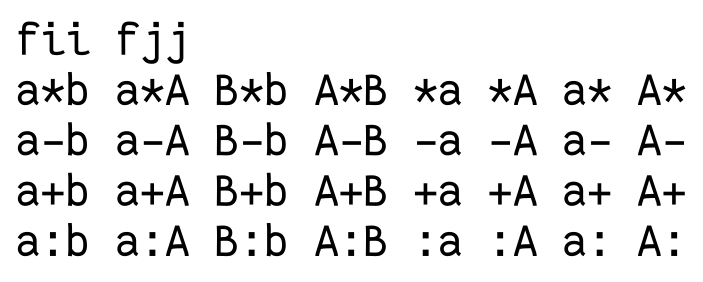 fii fjj
a*b a*A B*b A*B *a *A a* A*
a-b a-A B-b A-B -a -A a- A-
a+b a+A B+b A+B +a +A a+ A+
a:b a:A B:b A:B :a :A a: A: